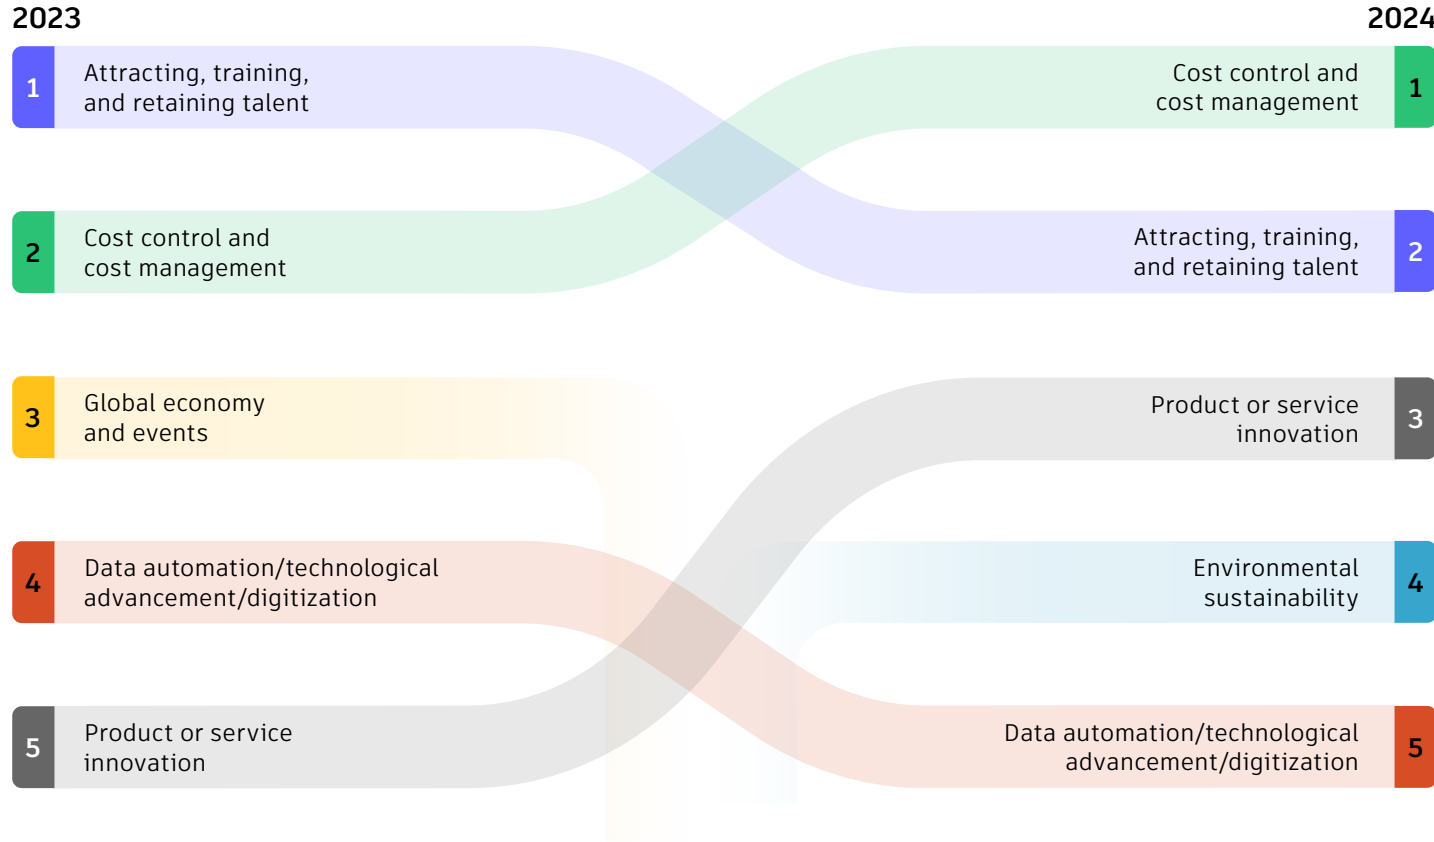 2023
2024
1
Attracting, training,
and retaining talent
Cost control and
cost management
1
2
Cost control and
cost management
Attracting, training,
and retaining talent
2
3
Global economy
and events
Product or service
innovation
3
4
Data automation/technological
advancement/digitization
Environmental
sustainability
4
5
Product or service
innovation
Data automation/technological
advancement/digitization
5